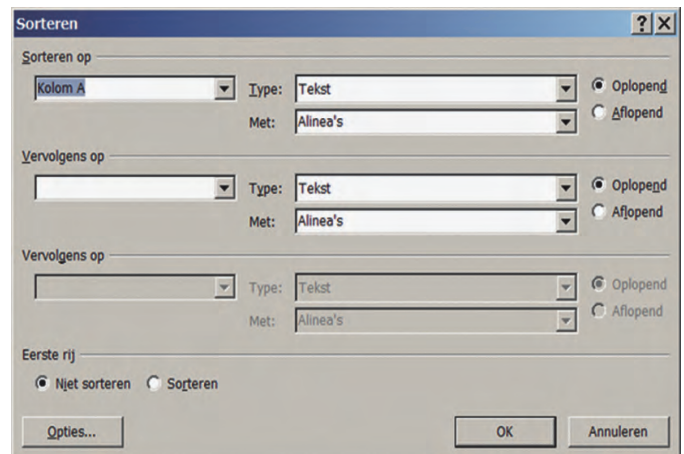 Sorteren
Sorteren op
Kolom A Type: Tekst Oplopend
Met: Alinea's Aflopend
Vervolgens op
Type: Tekst Oplopend
Met: Alinea's Aflopend
Vervolgens op
Type: Tekst Oplopend
Met: Alinea's Aflopend
Eerste rij
Niet sorteren Sorteren
Opties... OK Annuleren